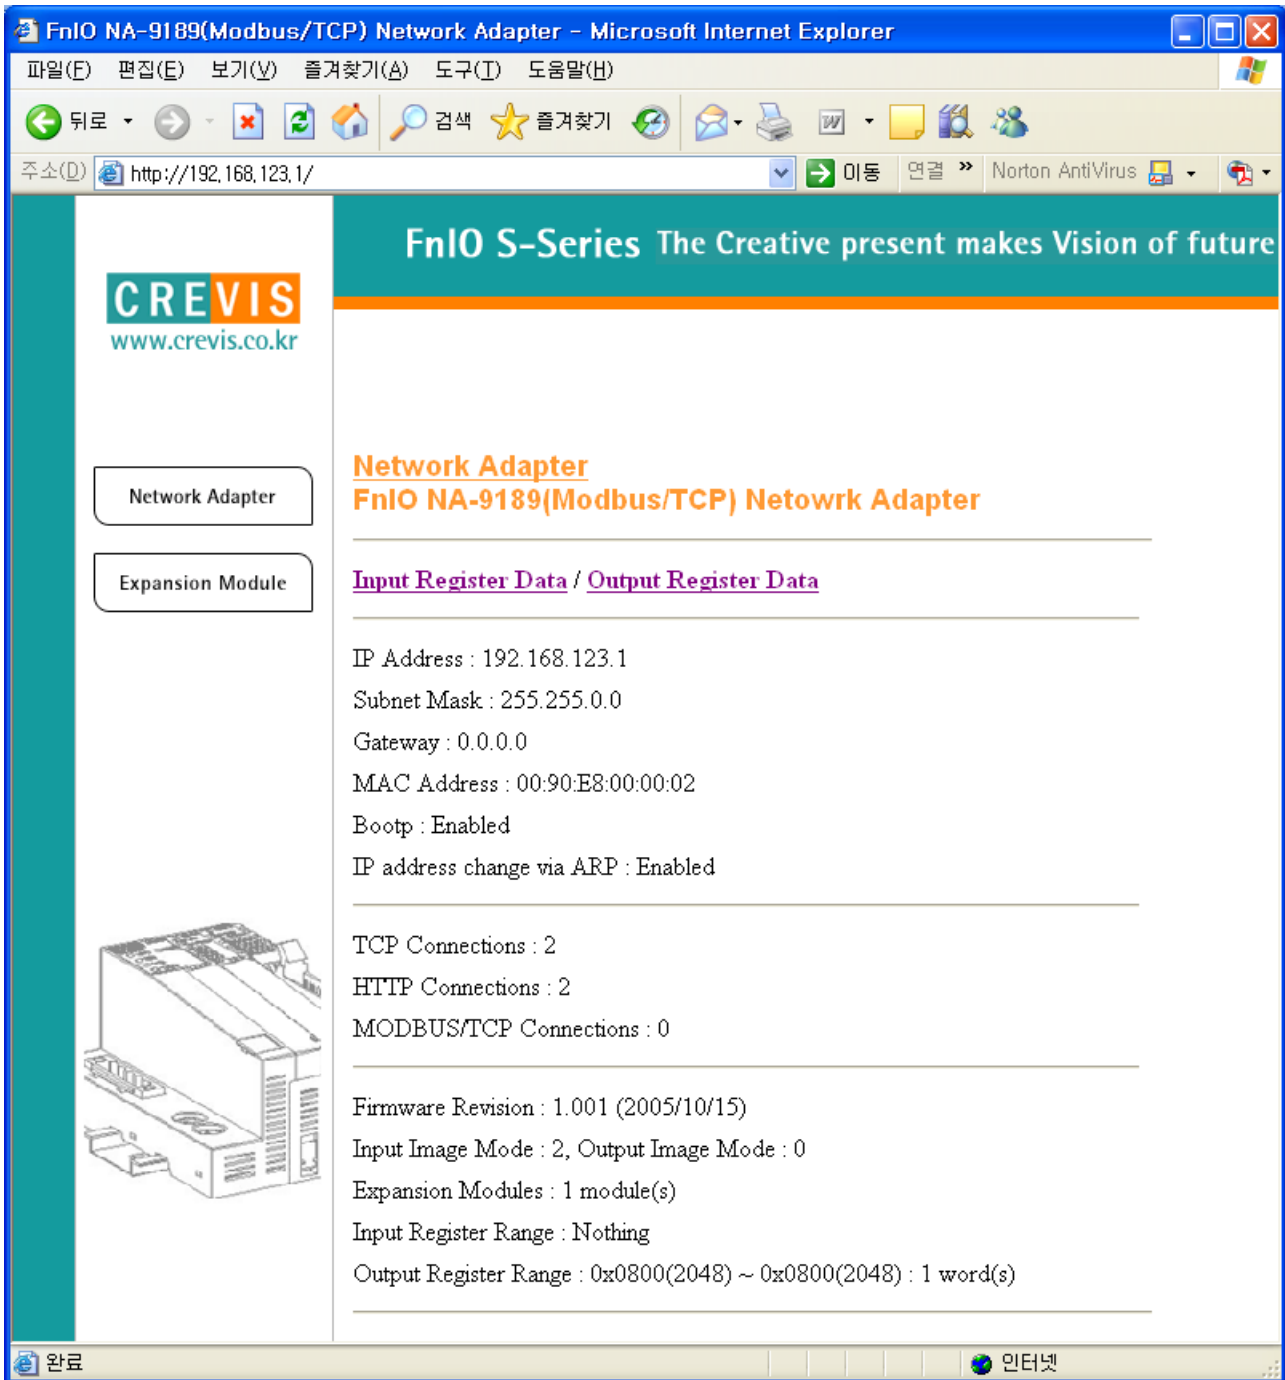 FnIO NA-9189(Modbus/TCP) Network Adapter - Microsoft Internet Explorer
파일(F) 편집(E) 보기(V) 즐겨찾기(A) 도구(T) 도움말(H)
뒤로 검색 즐겨찾기
주소(D) http://192,168,123,1/ 이동 연결 » Norton AntiVirus
FnIO S-Series The Creative present makes Vision of future
CREVIS
www.crevis.co.kr
Network Adapter
Expansion Module
Network Adapter
FnIO NA-9189(Modbus/TCP) Netowrk Adapter
Input Register Data / Output Register Data
IP Address : 192.168.123.1
Subnet Mask : 255.255.0.0
Gateway : 0.0.0.0
MAC Address : 00:90:E8:00:00:02
Bootp : Enabled
IP address change via ARP : Enabled
TCP Connections : 2
HTTP Connections : 2
MODBUS/TCP Connections : 0
Firmware Revision : 1.001 (2005/10/15)
Input Image Mode : 2, Output Image Mode : 0
Expansion Modules : 1 module(s)
Input Register Range : Nothing
Output Register Range : 0x0800(2048) ~ 0x0800(2048) : 1 word(s)
완료 인터넷